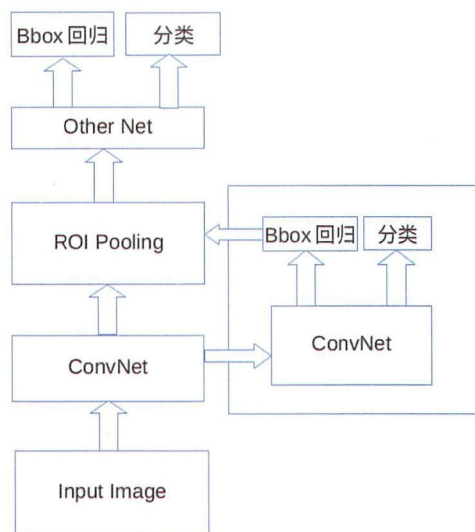 Bbox 回归
分类
Other Net
ROI Pooling
Bbox 回归
分类
ConvNet
ConvNet
Input Image